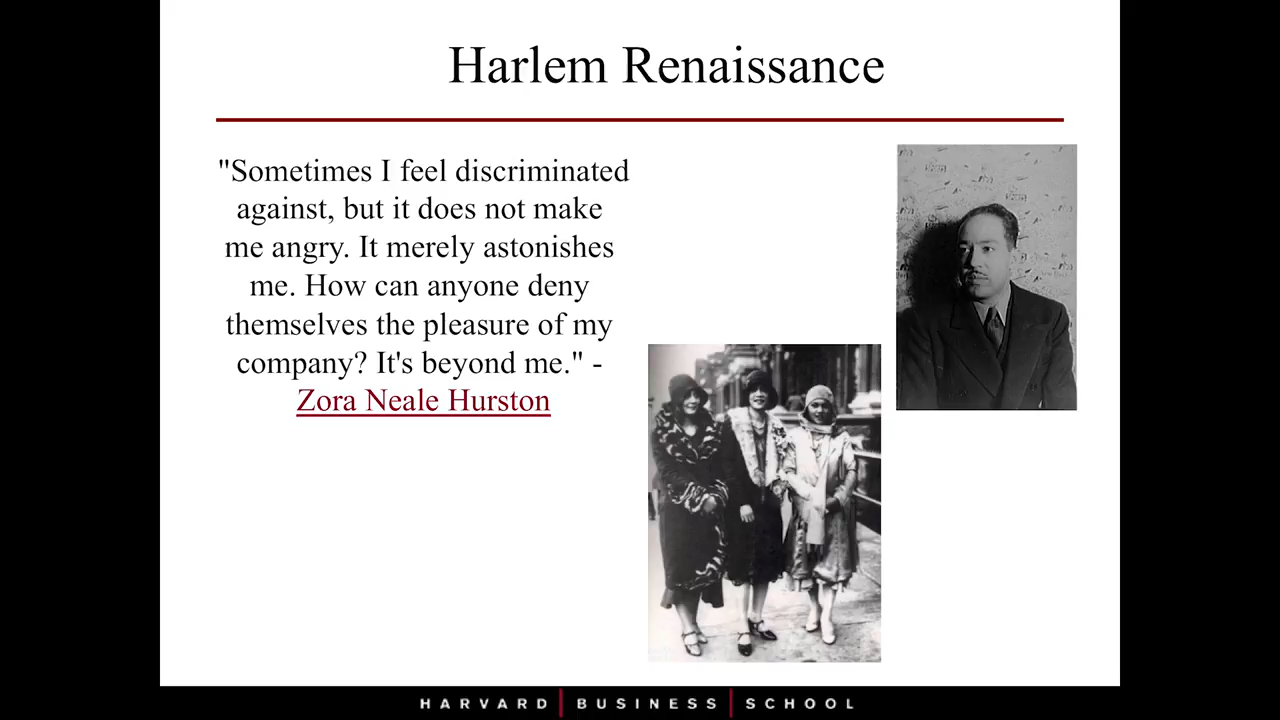 Harlem Renaissance
"Sometimes I feel discriminated
against, but it does not make
me angry. It merely astonishes
me. How can anyone deny
themselves the pleasure of my
company? It's beyond me." -
Zora Neale Hurston
HARVARD | BUSINESS | SCHOOL